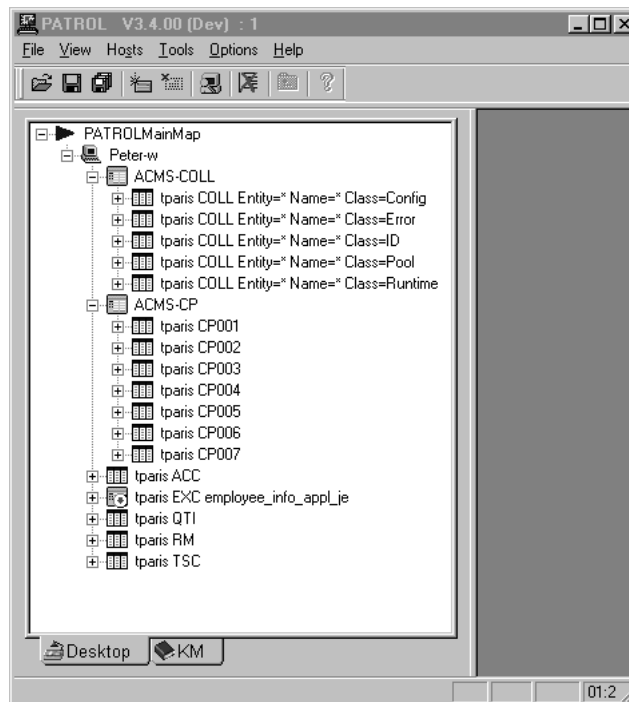 PATROL V3.4.00 (Dev) : 1
File View Hosts Tools Options Help
PATROLMainMap
Peter-w
ACMS-COLL
tparis COLL Entity=* Name=* Class=Config
tparis COLL Entity=* Name=* Class=Error
tparis COLL Entity=* Name=* Class=ID
tparis COLL Entity=* Name=* Class=Pool
tparis COLL Entity=* Name=* Class=Runtime
ACMS-CP
tparis CP001
tparis CP002
tparis CP003
tparis CP004
tparis CP005
tparis CP006
tparis CP007
tparis ACC
tparis EXC employee_info_appl_je
tparis QTI
tparis RM
tparis TSC
Desktop KM
01:2